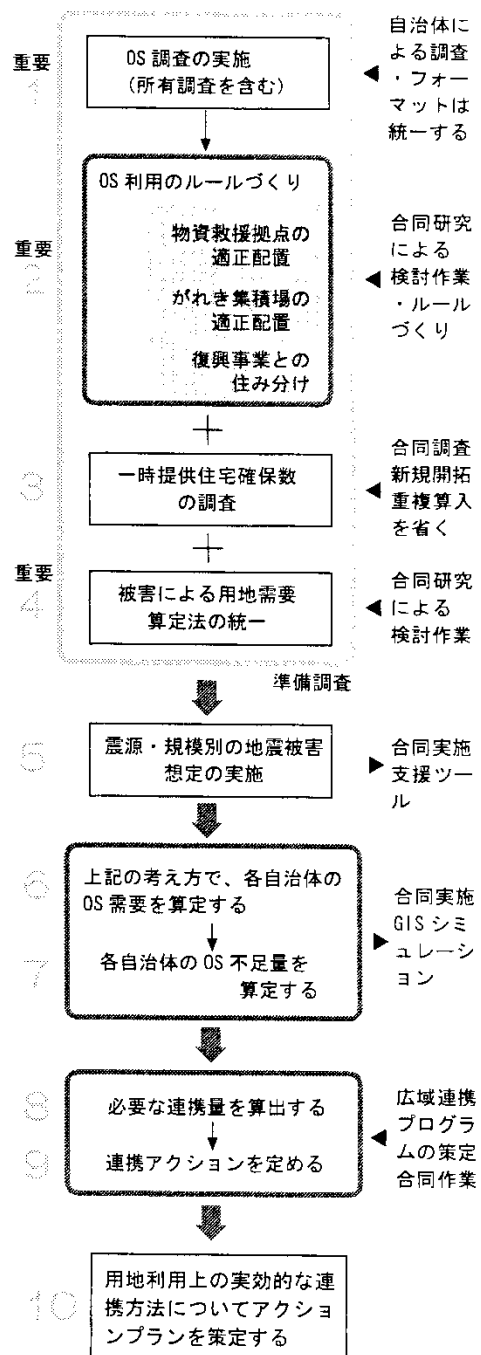 重要
1
OS 調査の実施
(所有調査を含む)
自治体に
よる調査
・フォー
マットは
統一する
OS 利用のルールづくり
重要
2
物資救援拠点の
適正配置
がれき集積場の
適正配置
復興事業との
住み分け
合同研究
による
検討作業
・ルール
づくり
+
3
一時提供住宅確保数
の調査
合同調査
新規開拓
重複算入
を省く
+
重要
4
被害による用地需要
算定法の統一
合同研究
による
検討作業
準備調査
5
震源・規模別の地震被害
想定の実施
合同実施
支援ツー
ル
6
上記の考え方で、各自治体の
OS 需要を算定する
7
各自治体の OS 不足量を
算定する
合同実施
GIS シミ
ュレーシ
ョン
8
必要な連携量を算出する
9
連携アクションを定める
広域連携
プログラ
ムの策定
合同作業
10
用地利用上の実効的な連
携方法についてアクショ
ンプランを策定する